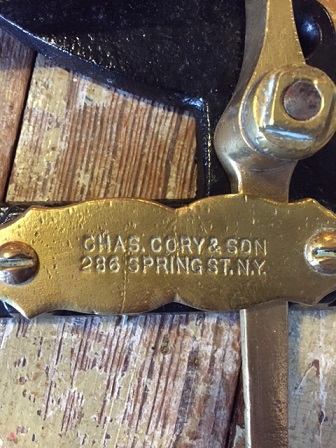 CHAS. CORY & SON
286 SPRING ST. N.Y.